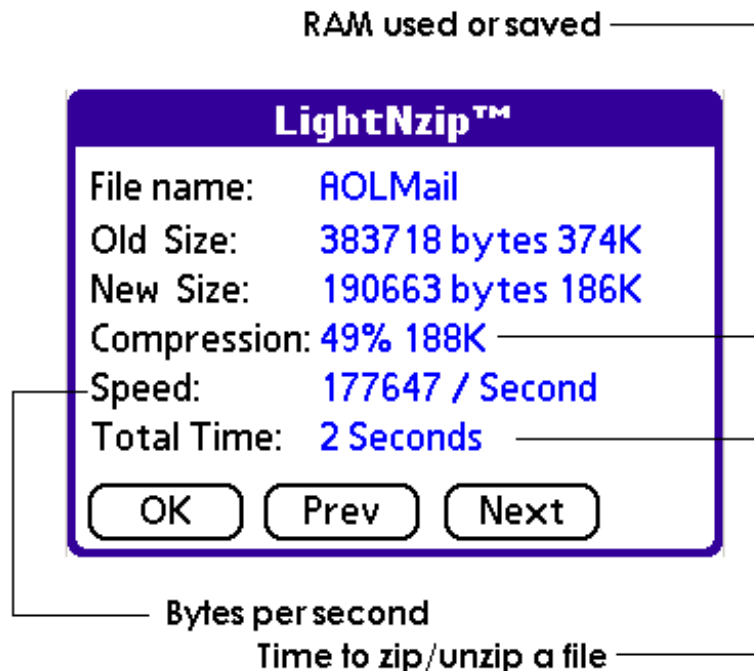 RAM used or saved
LightNzip™
File name: AOLMail
Old Size: 383718 bytes 374K
New Size: 190663 bytes 186K
Compression: 49% 188K
Speed: 177647 / Second
Total Time: 2 Seconds
OK Prev Next
Bytes per second
Time to zip/unzip a file